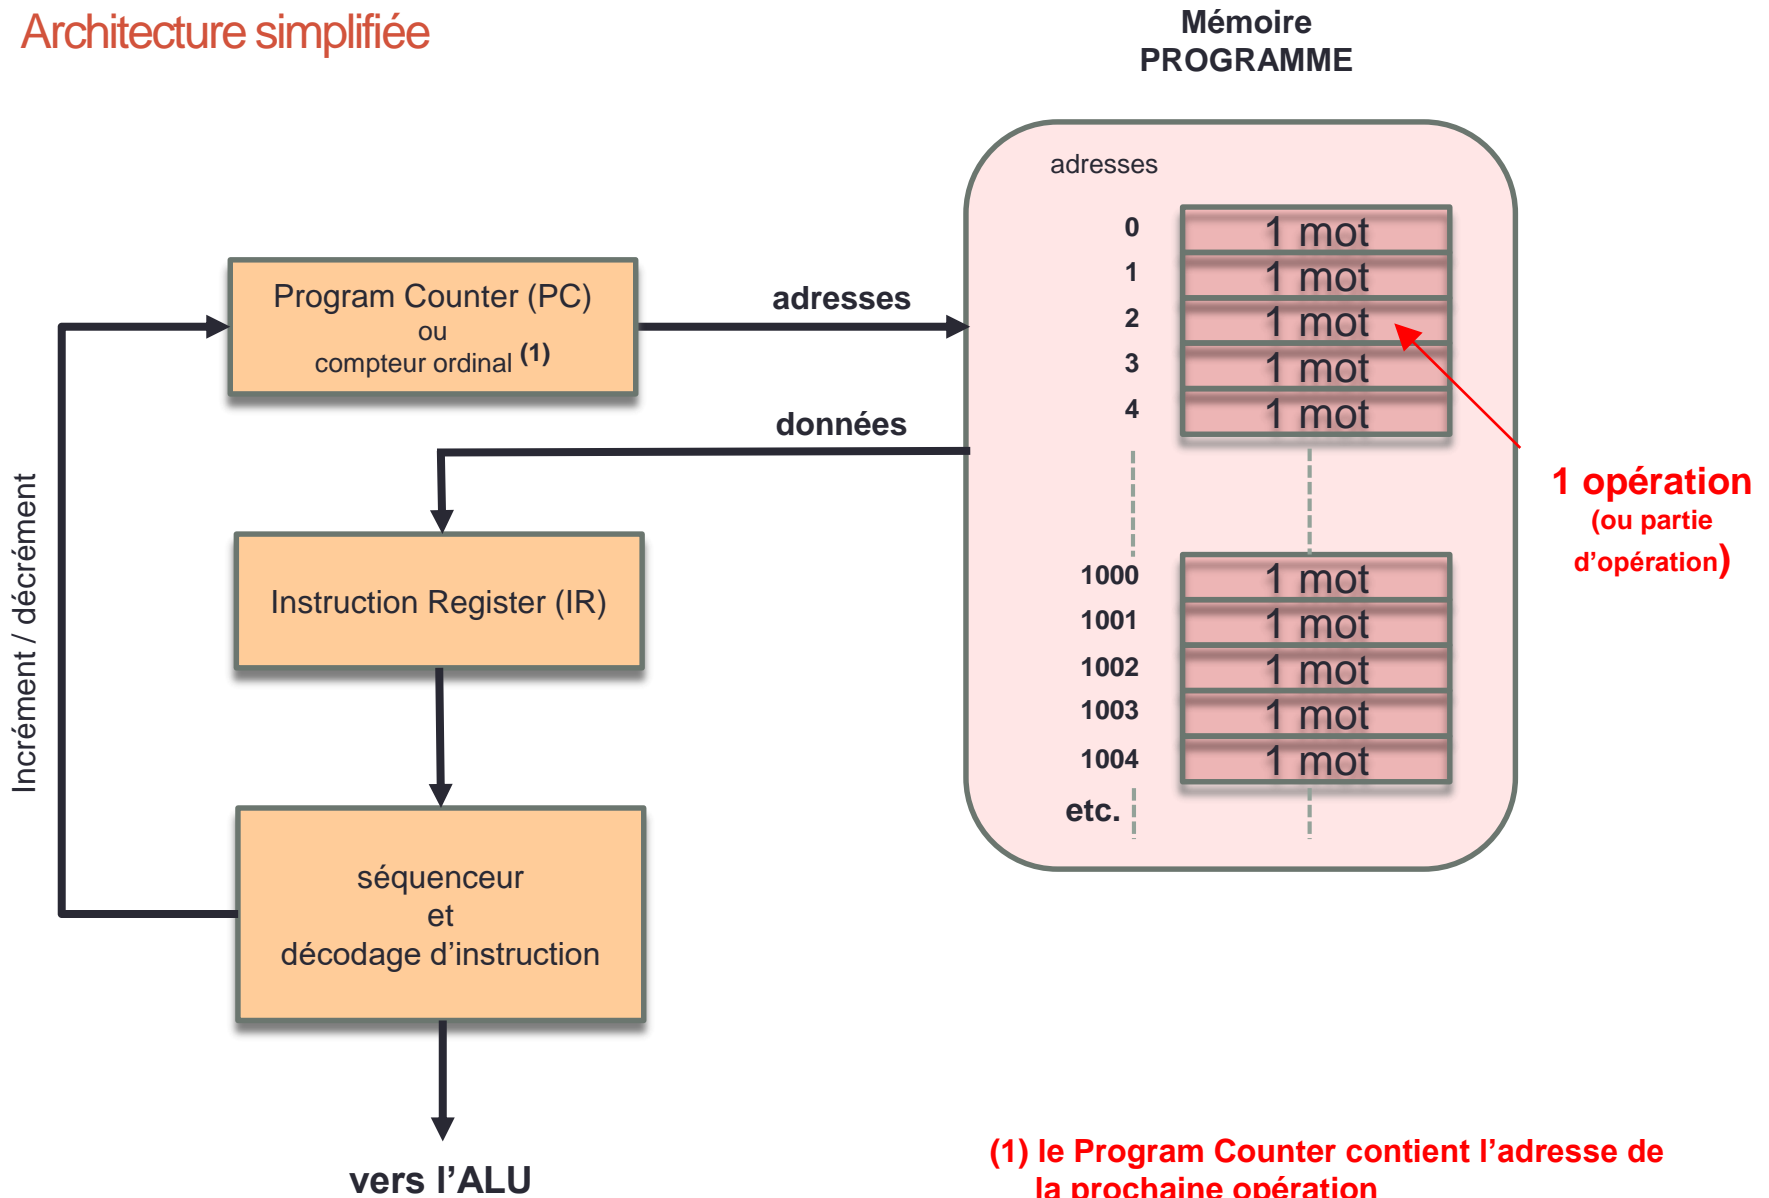 Architecture simplifiée
Mémoire
PROGRAMME
adresses
0 1 mot
1 1 mot
2 1 mot
3 1 mot
4 1 mot
1000 1 mot
1001 1 mot
1002 1 mot
1003 1 mot
1004 1 mot
etc.
1 opération
(ou partie
d’opération)
Program Counter (PC)
ou
compteur ordinal (1)
adresses
données
Instruction Register (IR)
Incrément / décrément
séquenceur
et
décodage d’instruction
vers l’ALU
(1) le Program Counter contient l’adresse de
la prochaine opération